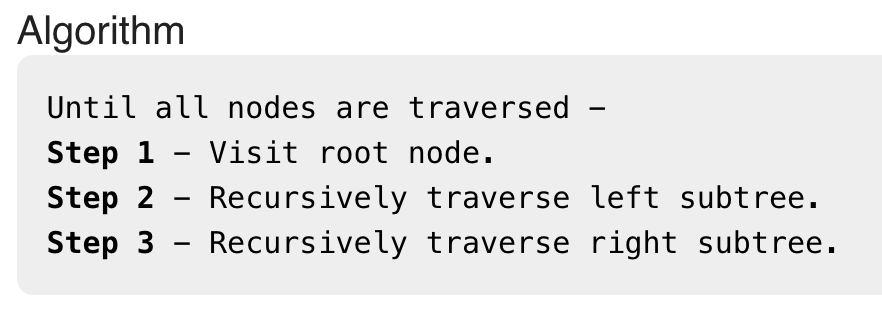 Algorithm
Until all nodes are traversed −
Step 1 − Visit root node.
Step 2 − Recursively traverse left subtree.
Step 3 − Recursively traverse right subtree.